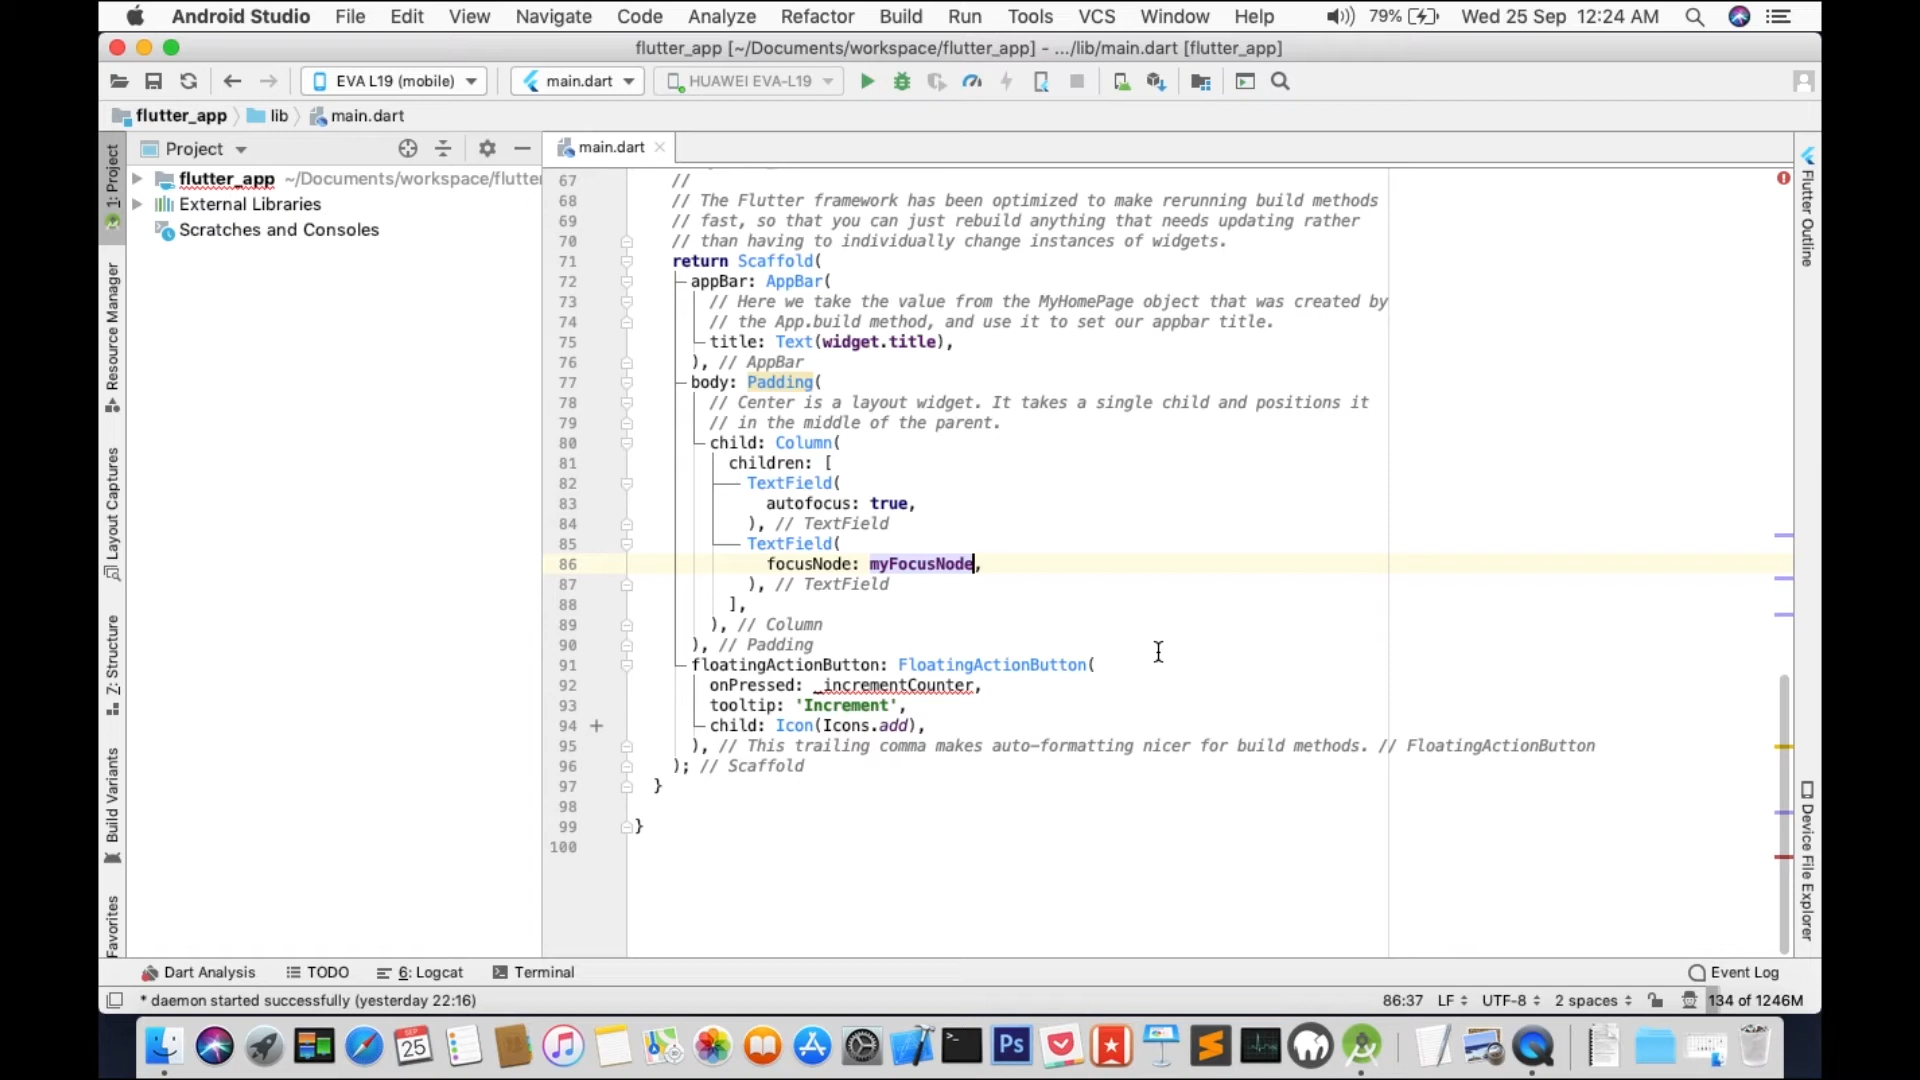 Android Studio File Edit View Navigate Code Analyze Refactor Build Run Tools VCS Window Help 79% Wed 25 Sep 12:24 AM
flutter_app [~/Documents/workspace/flutter_app] - .../lib/main.dart [flutter_app]
EVA L19 (mobile) main.dart HUAWEI EVA-L19
flutter_app lib main.dart
Project main.dart
flutter_app ~/Documents/workspace/flutte
External Libraries
Scratches and Consoles
1: Project
Resource Manager
Layout Captures
7: Structure
Build Variants
Favorites
67 //
68 // The Flutter framework has been optimized to make rerunning build methods
69 // fast, so that you can just rebuild anything that needs updating rather
70 // than having to individually change instances of widgets.
71 return Scaffold(
72 appBar: AppBar(
73 // Here we take the value from the MyHomePage object that was created by
74 // the App.build method, and use it to set our appbar title.
75 title: Text(widget.title),
76 ), // AppBar
77 body: Padding(
78 // Center is a layout widget. It takes a single child and positions it
79 // in the middle of the parent.
80 child: Column(
81 children: [
82 TextField(
83 autofocus: true,
84 ), // TextField
85 TextField(
86 focusNode: myFocusNode,
87 ), // TextField
88 ],
89 ), // Column
90 ), // Padding
91 floatingActionButton: FloatingActionButton(
92 onPressed: _incrementCounter,
93 tooltip: 'Increment',
94 child: Icon(Icons.add),
95 ), // This trailing comma makes auto-formatting nicer for build methods. // FloatingActionButton
96 ); // Scaffold
97 }
98
99 }
100
Flutter Outline
Device File Explorer
Dart Analysis TODO 6: Logcat Terminal Event Log
* daemon started successfully (yesterday 22:16) 86:37 LF UTF-8 2 spaces 134 of 1246M
SEP
25
Ps